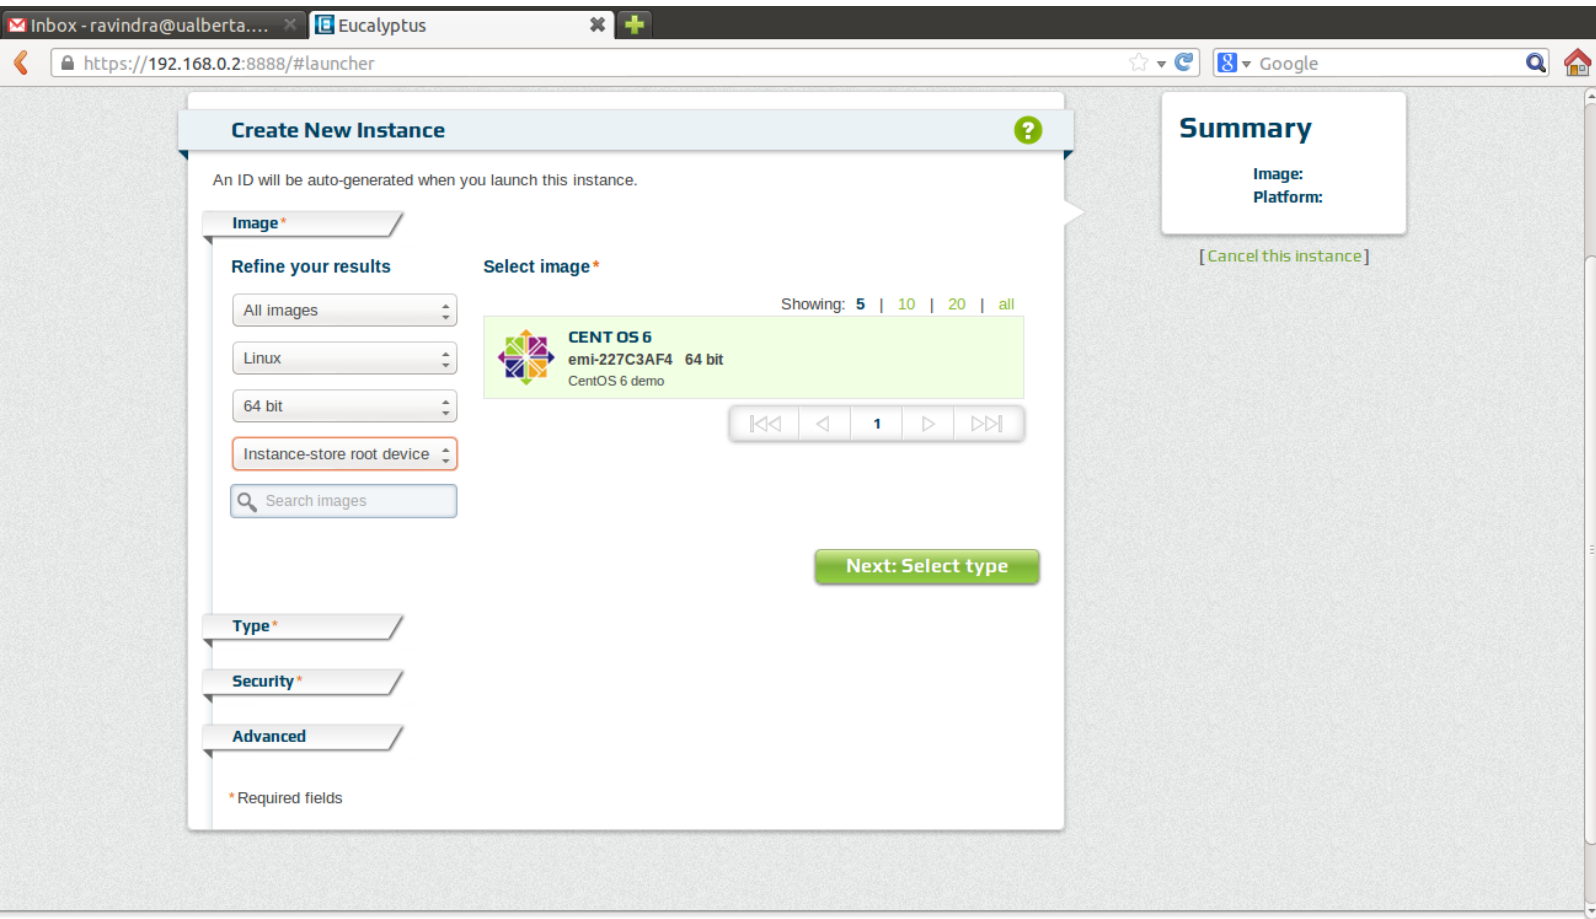 Inbox - ravindra@ualberta.... Eucalyptus
https://192.168.0.2:8888/#launcher
8 Google
Create New Instance
?
An ID will be auto-generated when you launch this instance.
Image*
Refine your results
All images
Linux
64 bit
Instance-store root device
Search images
Select image*
Showing: 5 | 10 | 20 | all
CENT OS 6
emi-227C3AF4 64 bit
CentOS 6 demo
1
Next: Select type
Type*
Security*
Advanced
*Required fields
Summary
Image:
Platform:
[Cancel this instance]